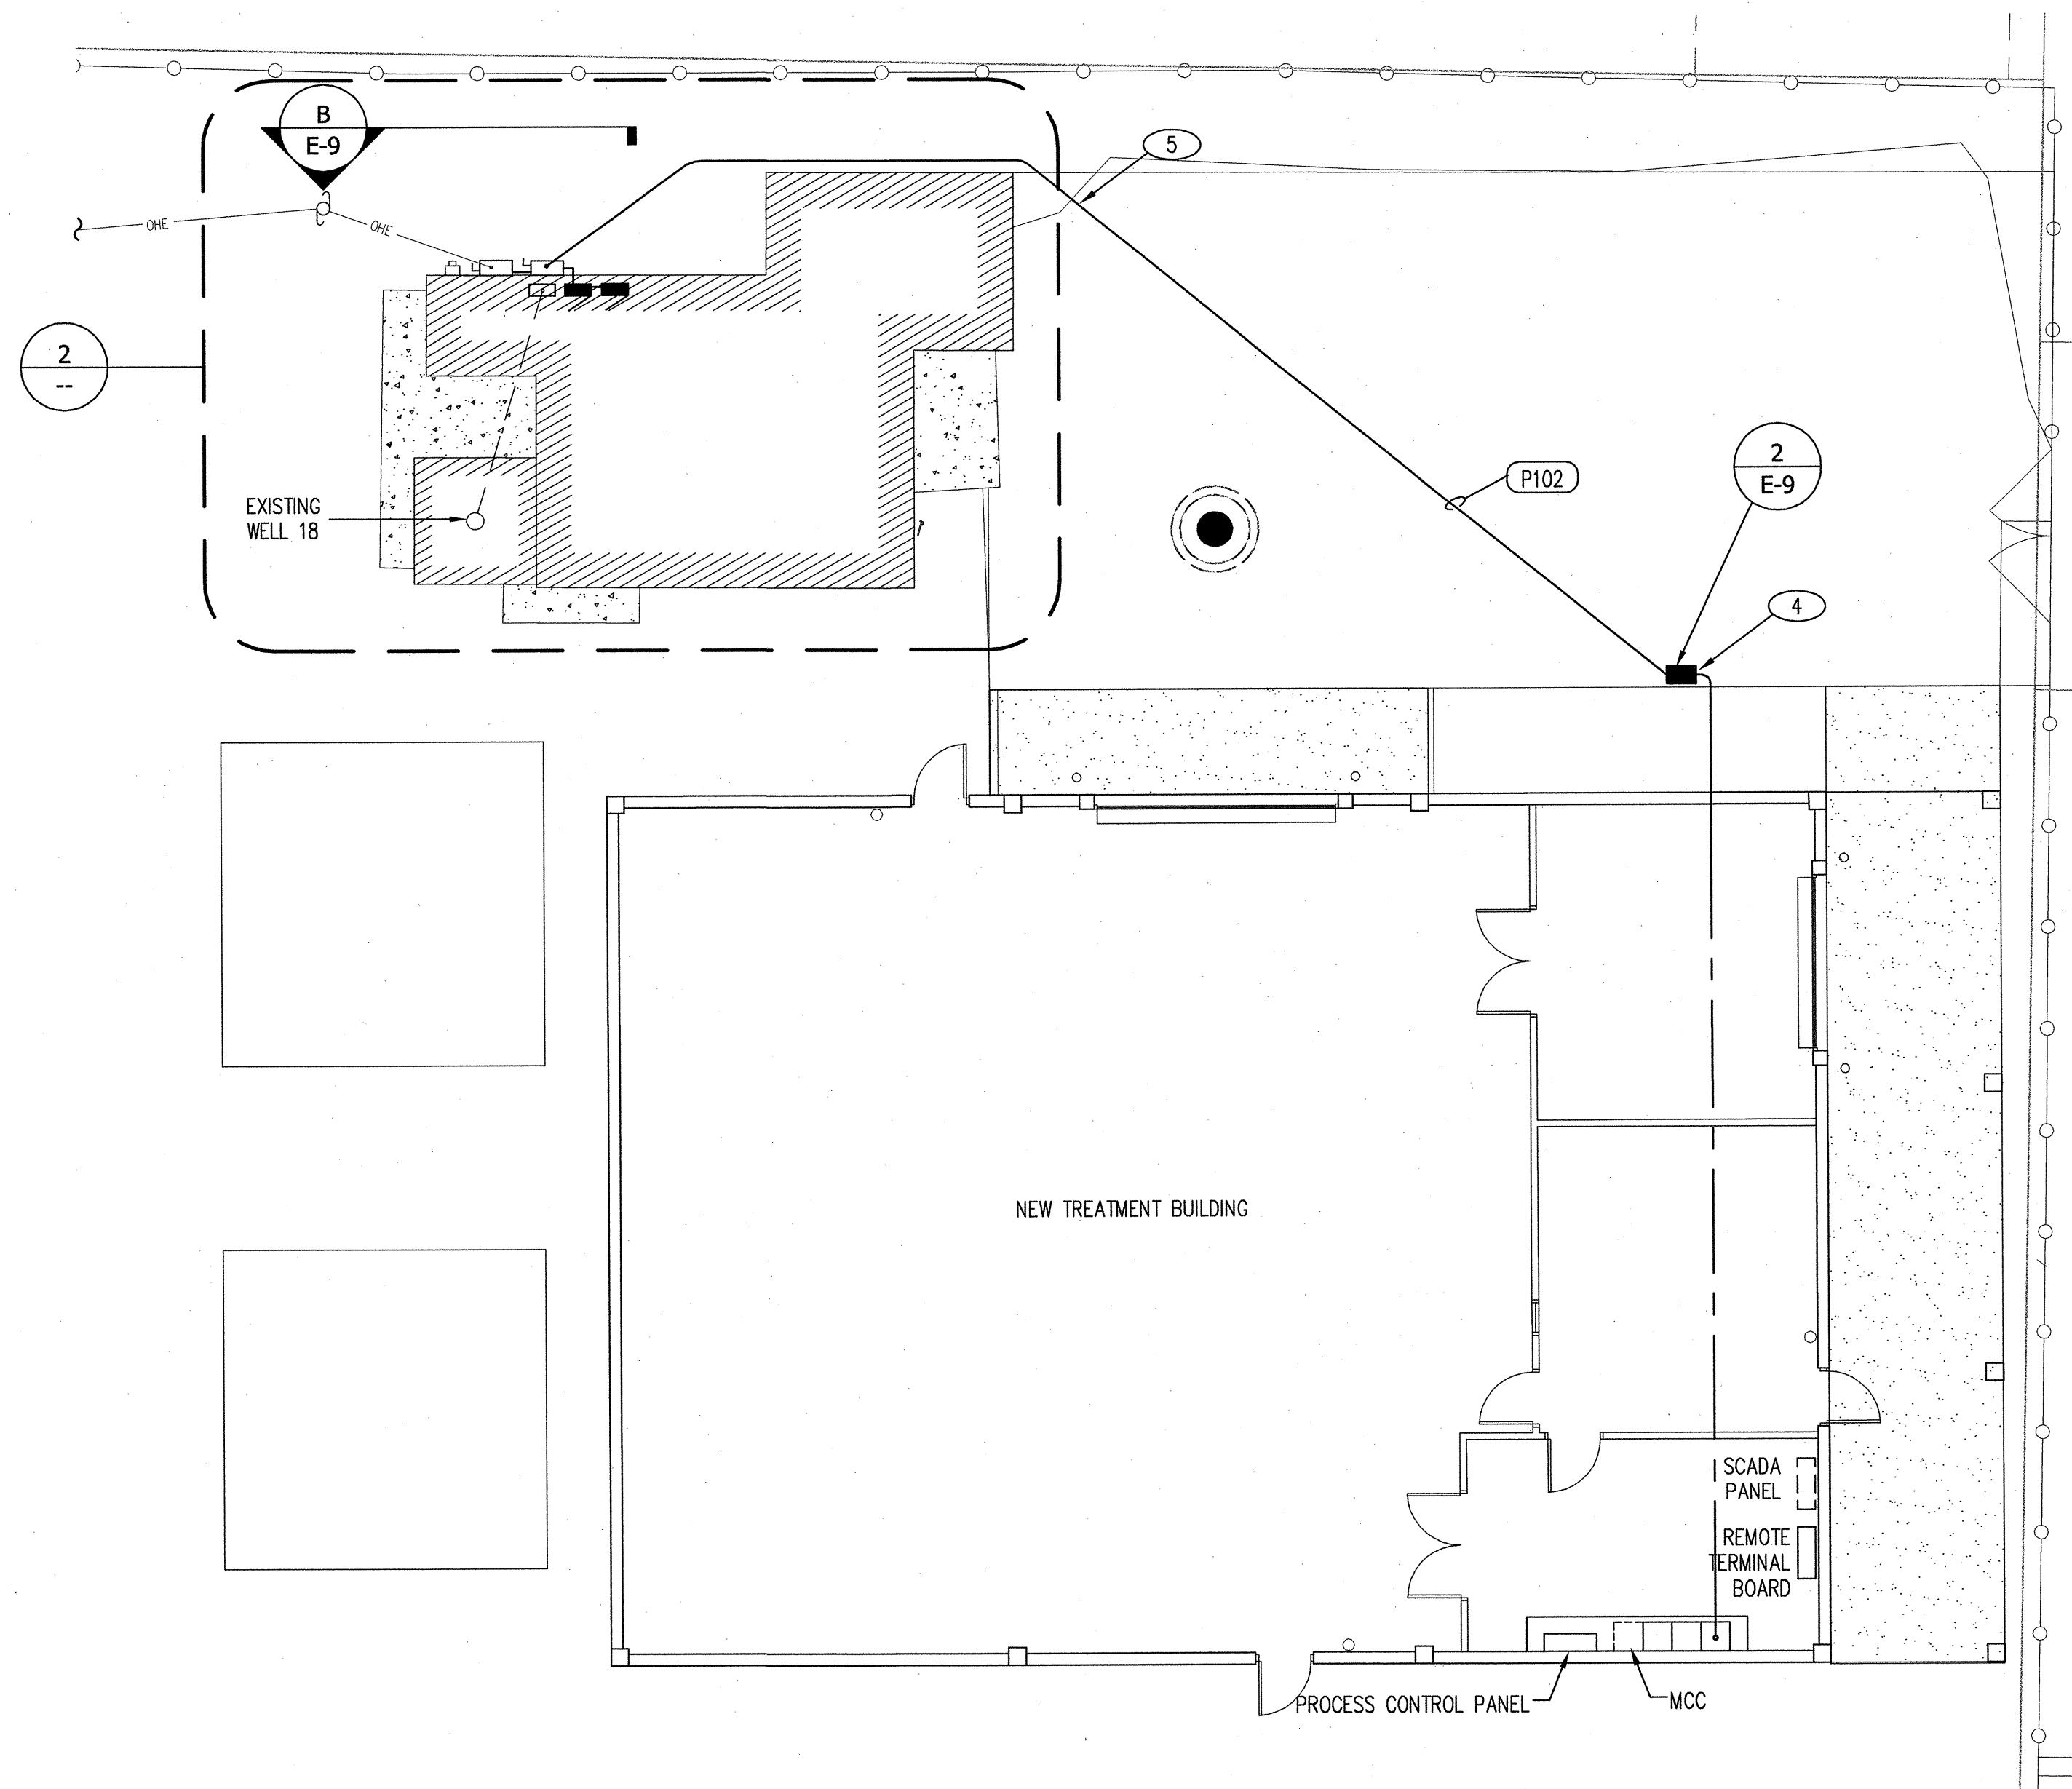 B
E-9
5
OHE
OHE
2
--
P102
2
E-9
EXISTING
WELL 18
4
NEW TREATMENT BUILDING
SCADA
PANEL
REMOTE
TERMINAL
BOARD
PROCESS CONTROL PANEL
MCC